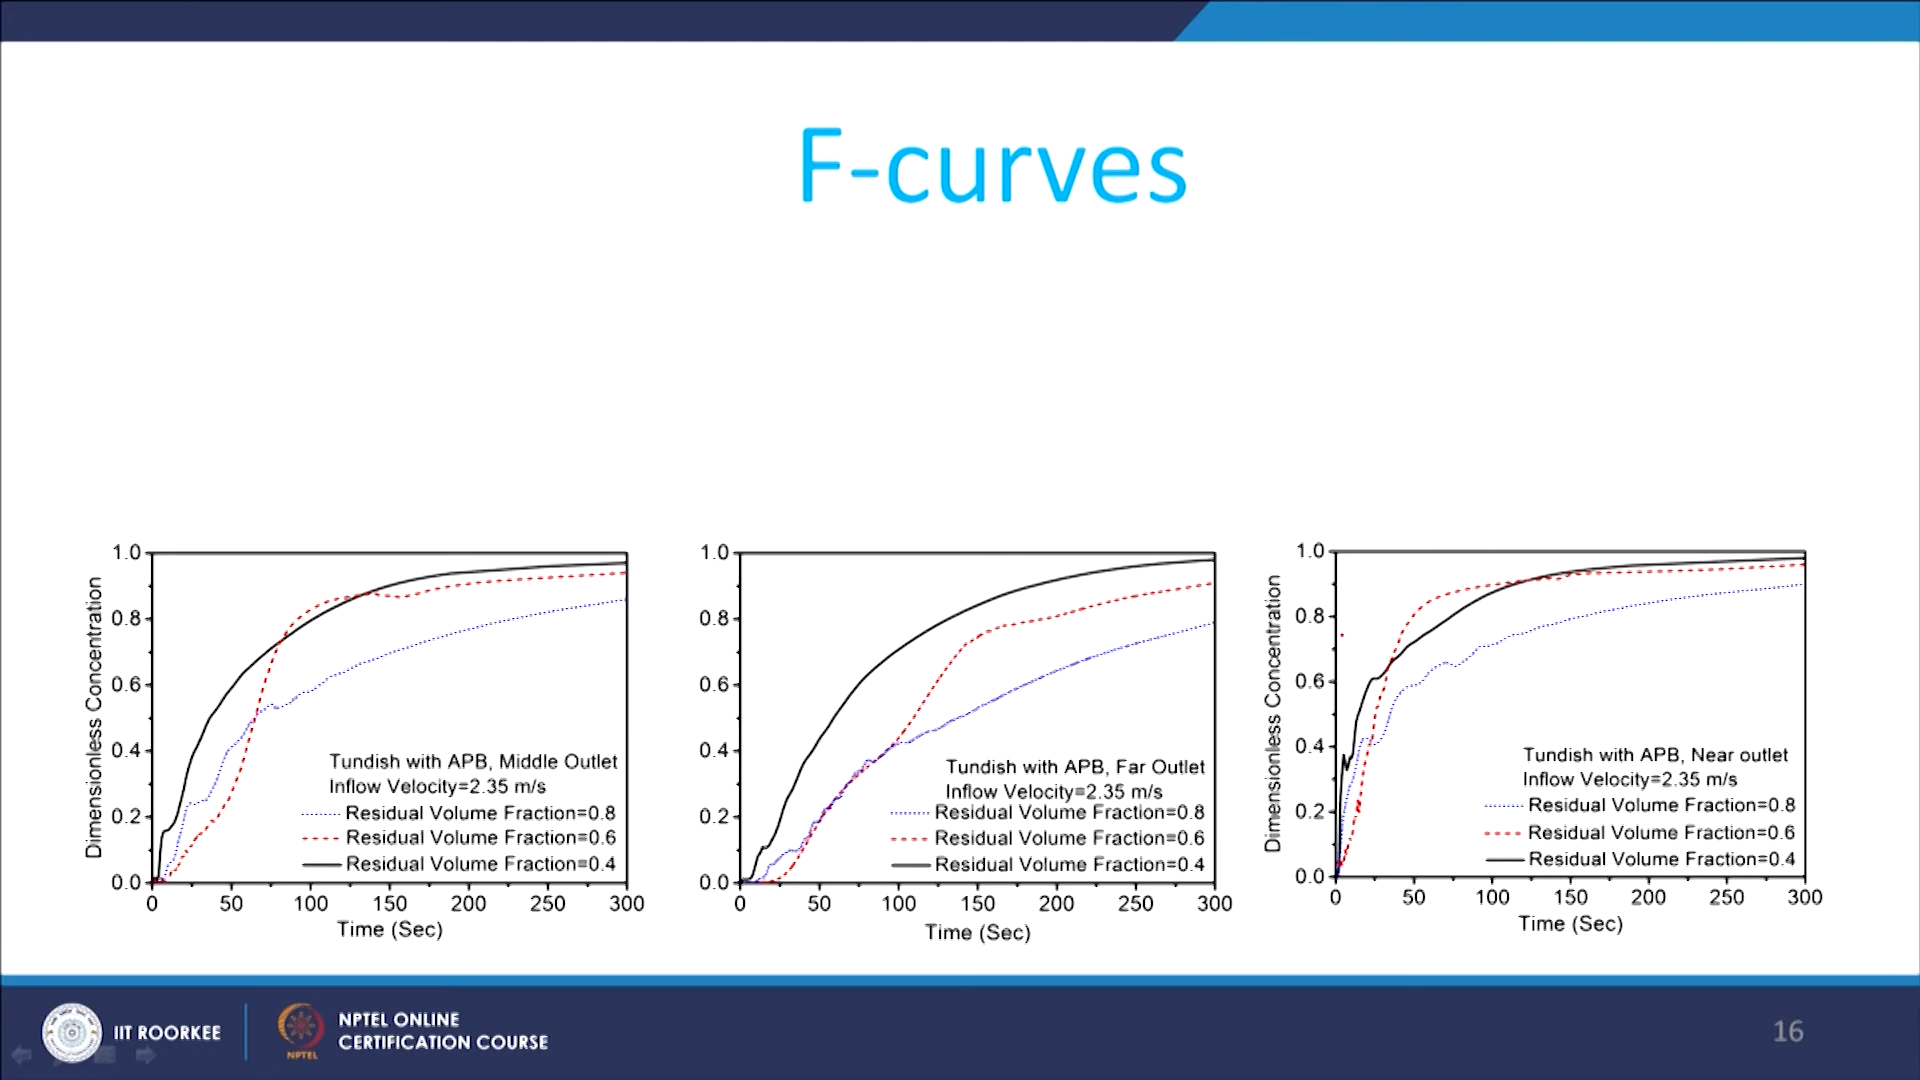 F-curves
Dimensionless Concentration
1.0
0.8
0.6
0.4
0.2
0.0
Tundish with APB, Middle Outlet
Inflow Velocity=2.35 m/s
Residual Volume Fraction=0.8
Residual Volume Fraction=0.6
Residual Volume Fraction=0.4
0 50 100 150 200 250 300
Time (Sec)
1.0
0.8
0.6
0.4
0.2
0.0
Tundish with APB, Far Outlet
Inflow Velocity=2.35 m/s
Residual Volume Fraction=0.8
Residual Volume Fraction=0.6
Residual Volume Fraction=0.4
0 50 100 150 200 250 300
Time (Sec)
Dimensionless Concentration
1.0
0.8
0.6
0.4
0.2
0.0
Tundish with APB, Near outlet
Inflow Velocity=2.35 m/s
Residual Volume Fraction=0.8
Residual Volume Fraction=0.6
Residual Volume Fraction=0.4
0 50 100 150 200 250 300
Time (Sec)
IIT ROORKEE
NPTEL
NPTEL ONLINE
CERTIFICATION COURSE
16